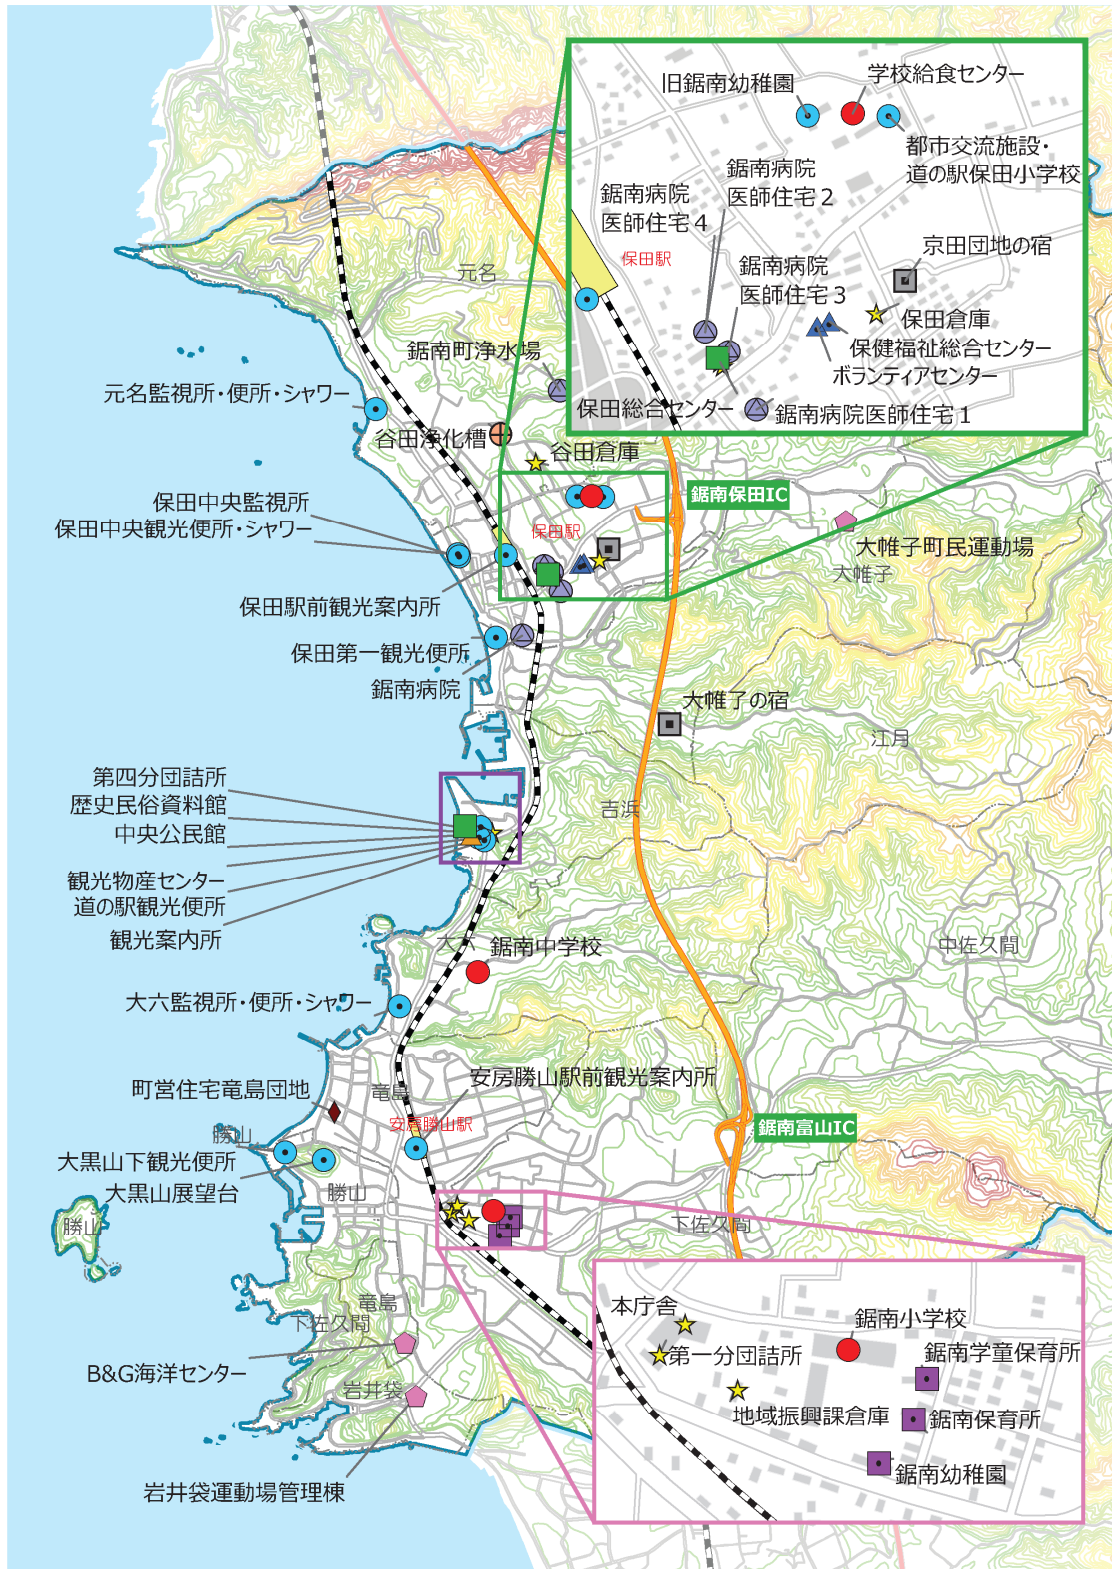 旧鋸南幼稚園
学校給食センター
都市交流施設・
道の駅保田小学校
鋸南病院
医師住宅２
鋸南病院
医師住宅４
京田団地の宿
保田駅
鋸南病院
医師住宅３
保田倉庫
保健福祉総合センター
ボランティアセンター
保田総合センター
鋸南病院医師住宅１
元名
鋸南町浄水場
元名監視所・便所・シャワー
谷田浄化槽
谷田倉庫
鋸南保田IC
保田中央監視所
保田中央観光便所・シャワー
保田駅
大帷子町民運動場
大帷子
保田駅前観光案内所
保田第一観光便所
鋸南病院
大帷子の宿
江月
第四分団詰所
歴史民俗資料館
中央公民館
吉浜
観光物産センター
道の駅観光便所
観光案内所
大六
鋸南中学校
中佐久間
大六監視所・便所・シャワー
安房勝山駅前観光案内所
町営住宅竜島団地
竜島
安房勝山駅
鋸南富山IC
勝山
大黒山下観光便所
大黒山展望台
勝山
勝山
下佐久間
本庁舎
鋸南小学校
竜島
下佐久間
第一分団詰所
鋸南学童保育所
B&G海洋センター
岩井袋
地域振興課倉庫
鋸南保育所
鋸南幼稚園
岩井袋運動場管理棟